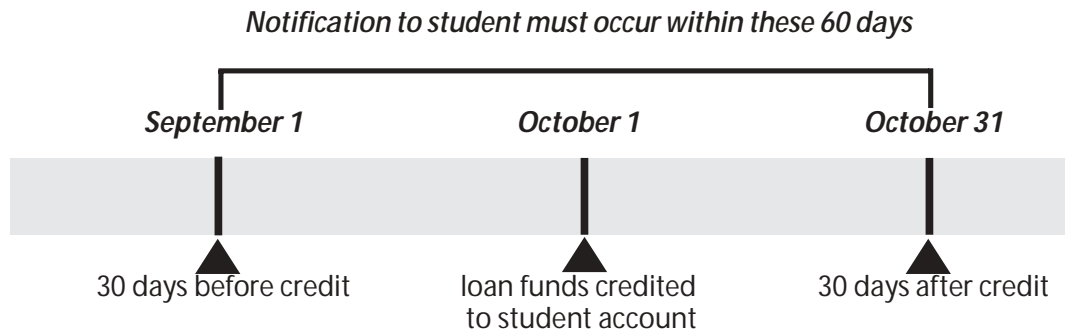 Notification to student must occur within these 60 days
September 1
October 1
October 31
30 days before credit
loan funds credited
to student account
30 days after credit